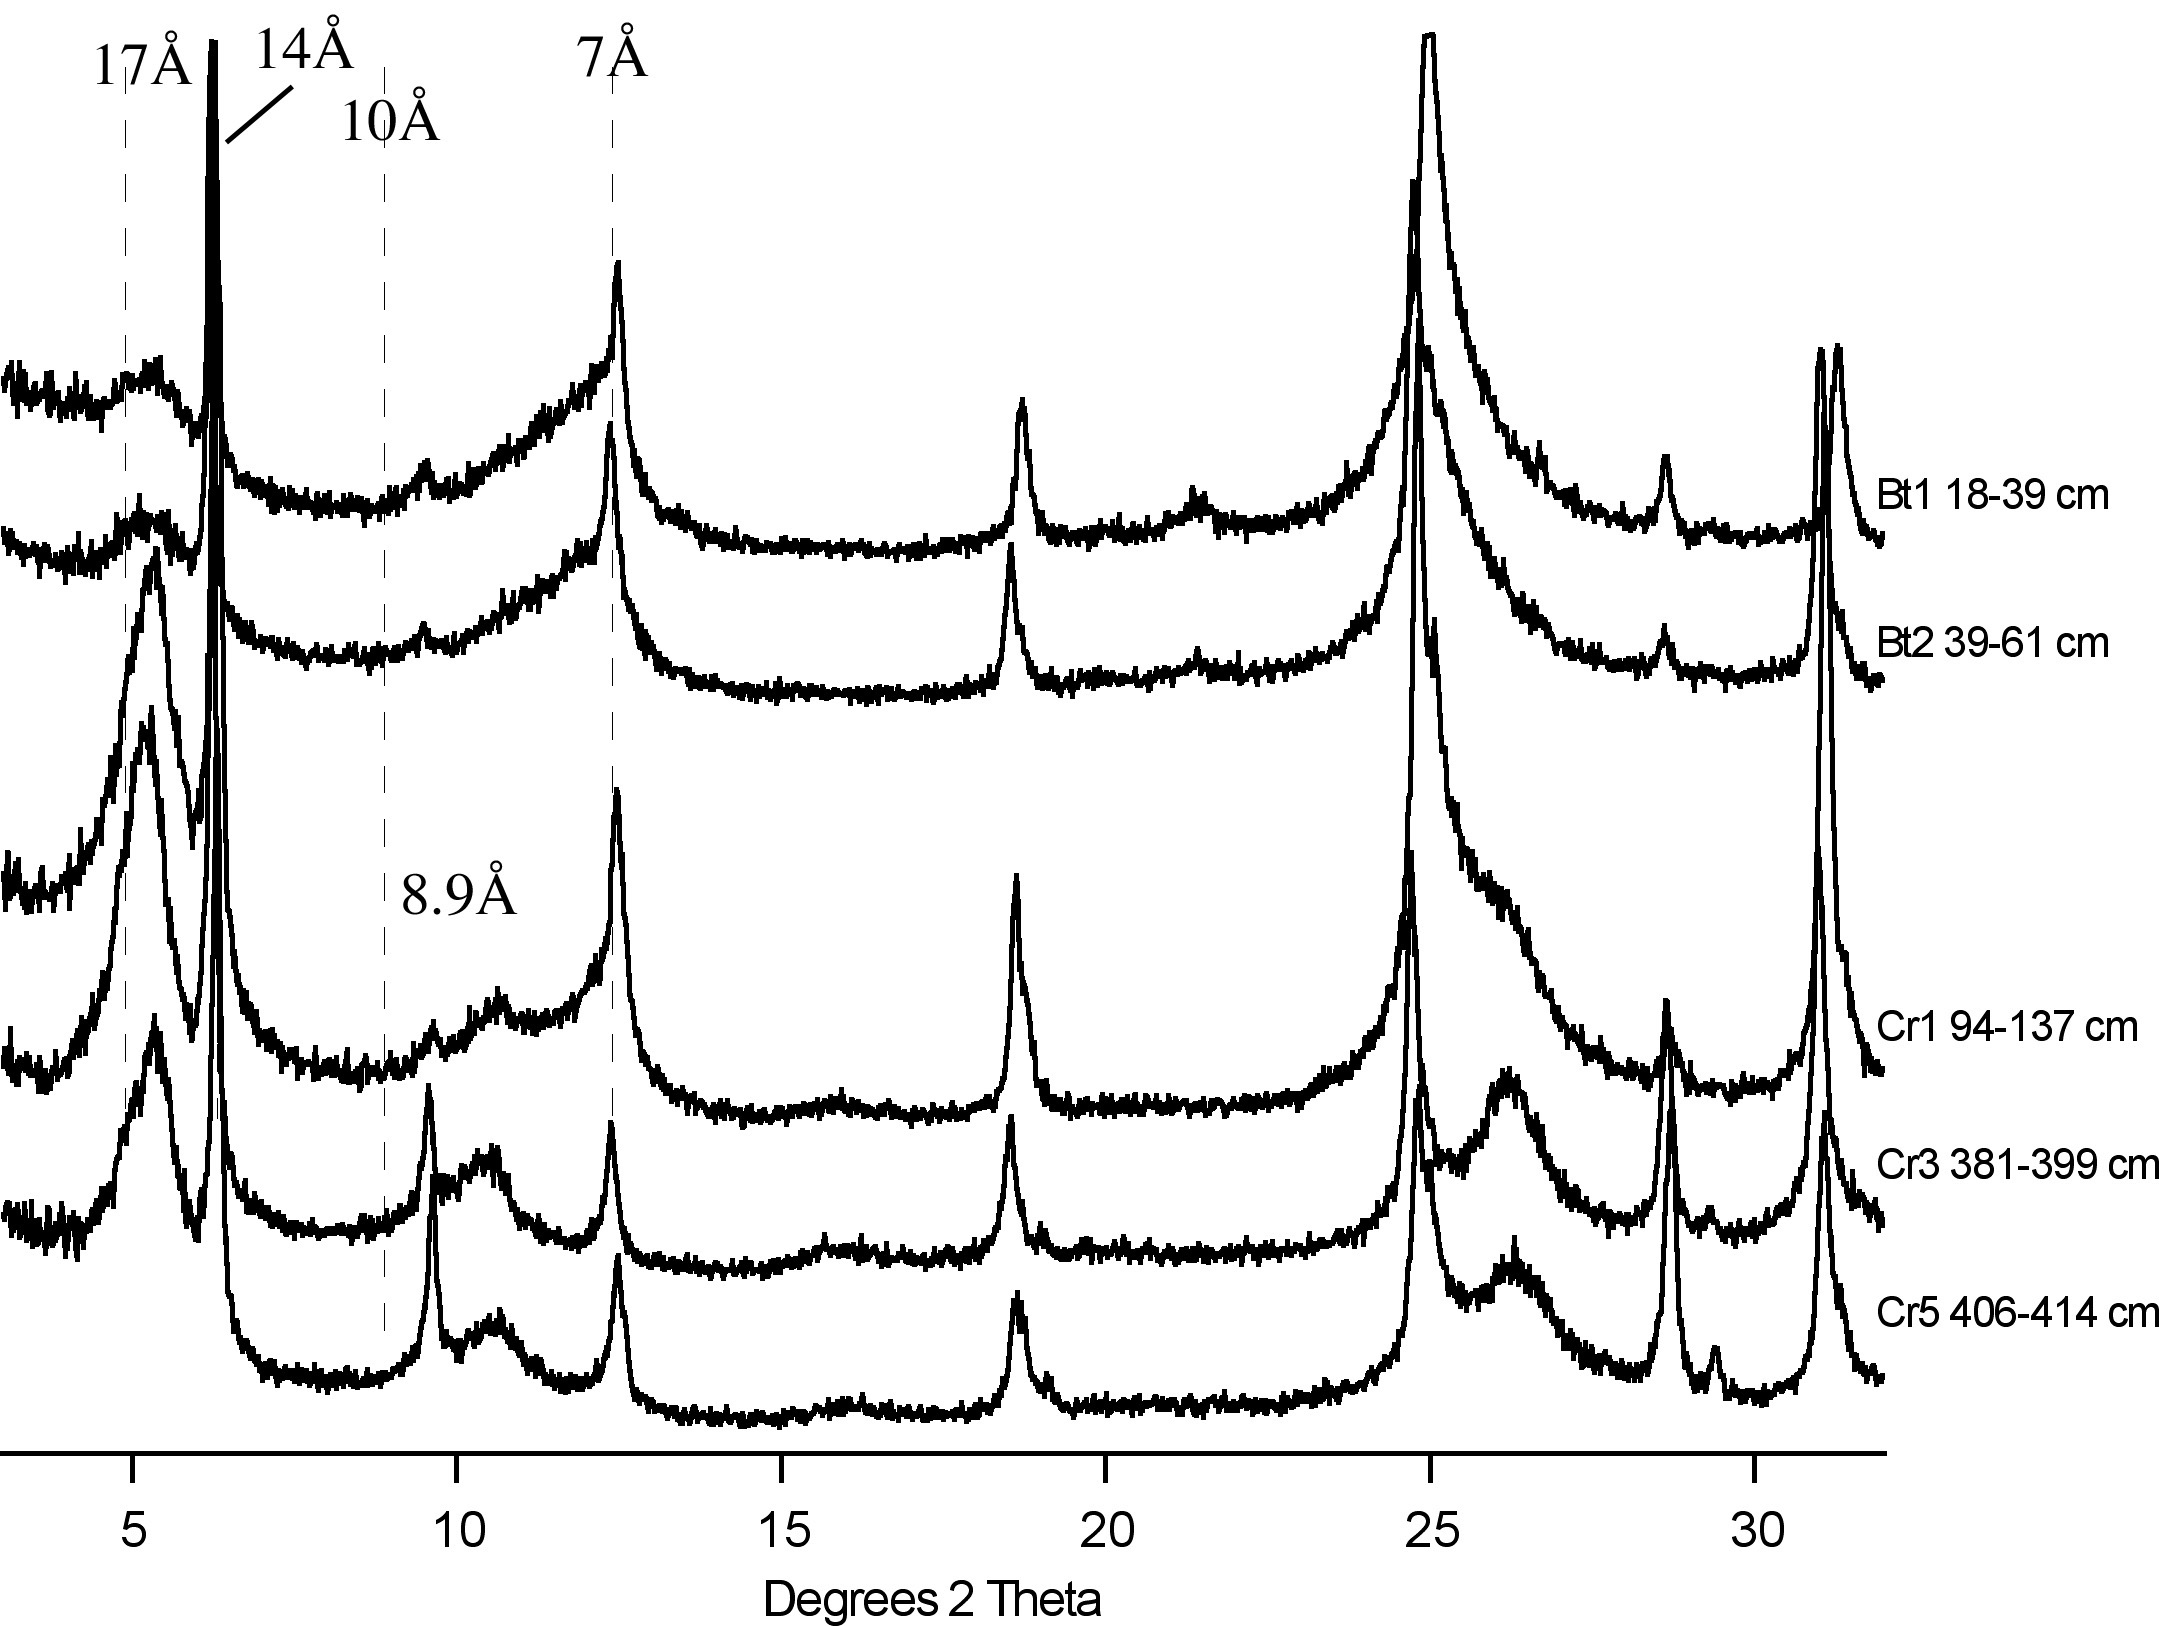 17Å
14Å
10Å
7Å
Bt1 18-39 cm
Bt2 39-61 cm
8.9Å
Cr1 94-137 cm
Cr3 381-399 cm
Cr5 406-414 cm
5 10 15 20 25 30
Degrees 2 Theta